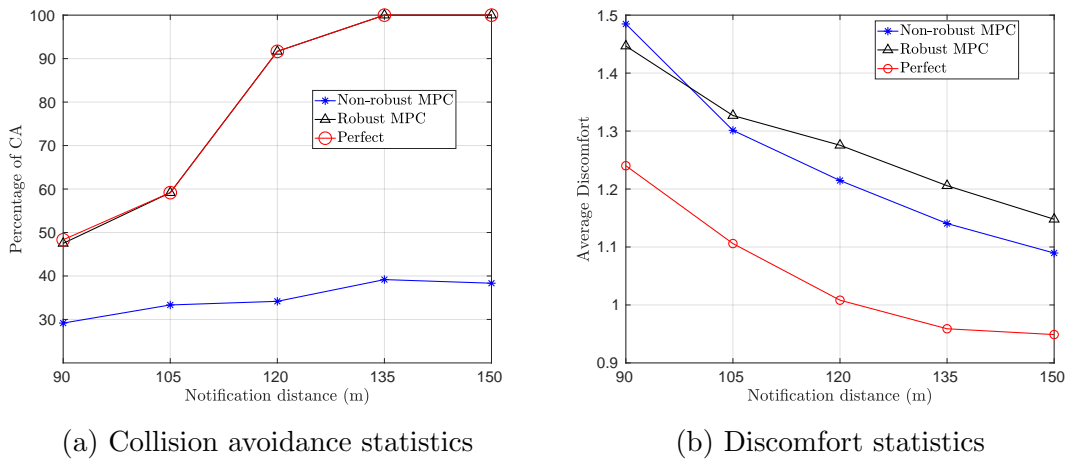 100
90
80
70
60
50
40
30
Percentage of CA
Non-robust MPC
Robust MPC
Perfect
90 105 120 135 150
Notification distance (m)
(a) Collision avoidance statistics
1.5
1.4
1.3
1.2
1.1
1
0.9
Average Discomfort
Non-robust MPC
Robust MPC
Perfect
90 105 120 135 150
Notification distance (m)
(b) Discomfort statistics